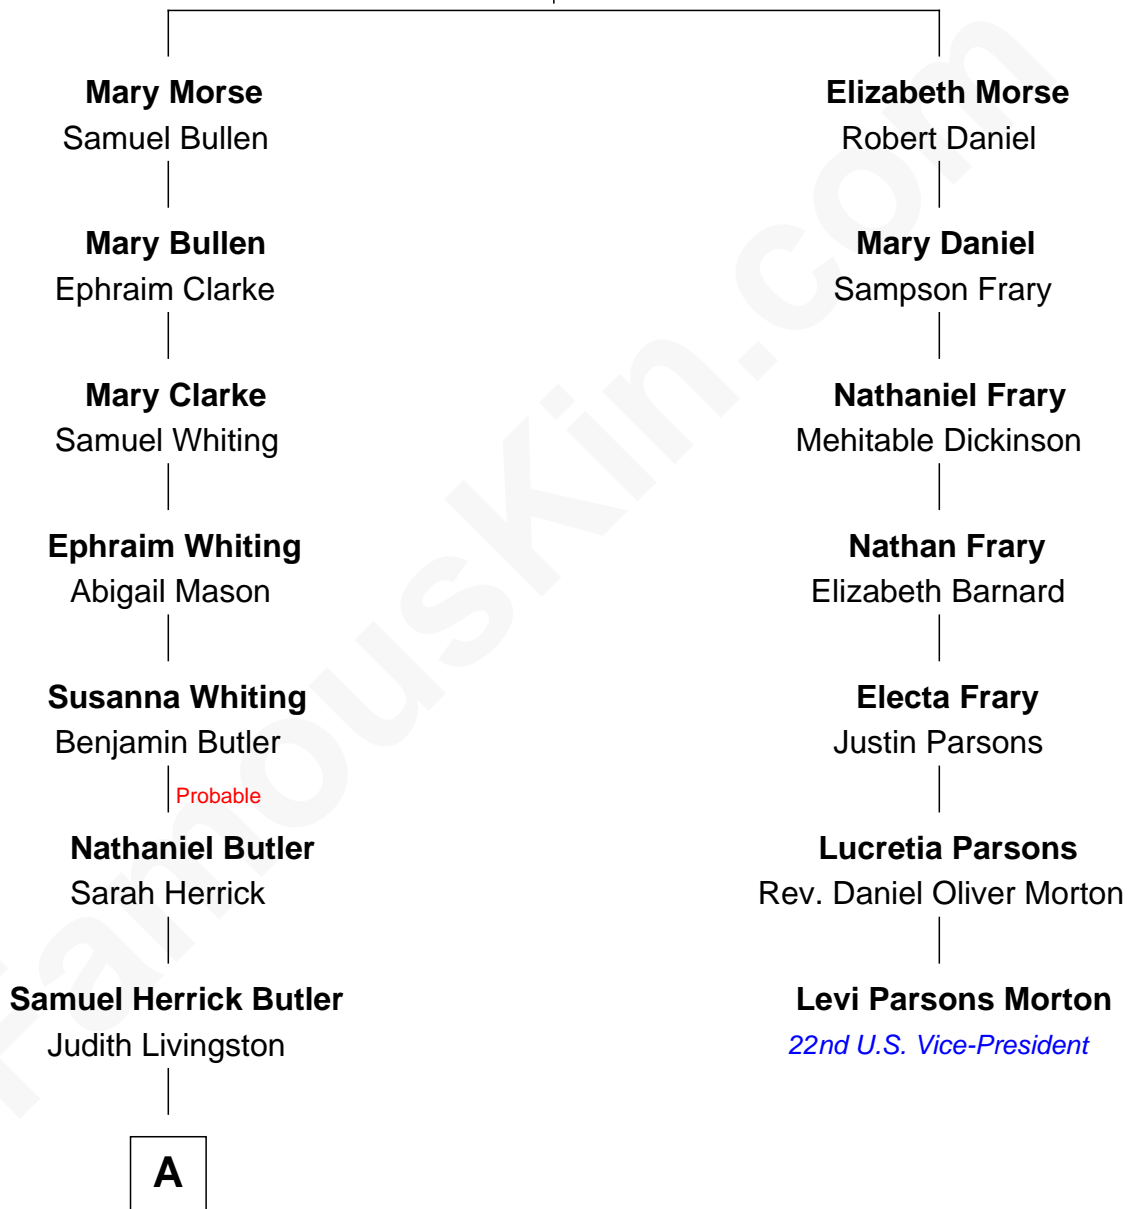 Mary Morse
Samuel Bullen
Mary Bullen
Ephraim Clarke
Mary Clarke
Samuel Whiting
Ephraim Whiting
Abigail Mason
Susanna Whiting
Benjamin Butler
Probable
Nathaniel Butler
Sarah Herrick
Samuel Herrick Butler
Judith Livingston
A
Elizabeth Morse
Robert Daniel
Mary Daniel
Sampson Frary
Nathaniel Frary
Mehitable Dickinson
Nathan Frary
Elizabeth Barnard
Electa Frary
Justin Parsons
Lucretia Parsons
Rev. Daniel Oliver Morton
Levi Parsons Morton
22nd U.S. Vice-President
FamousKin.com